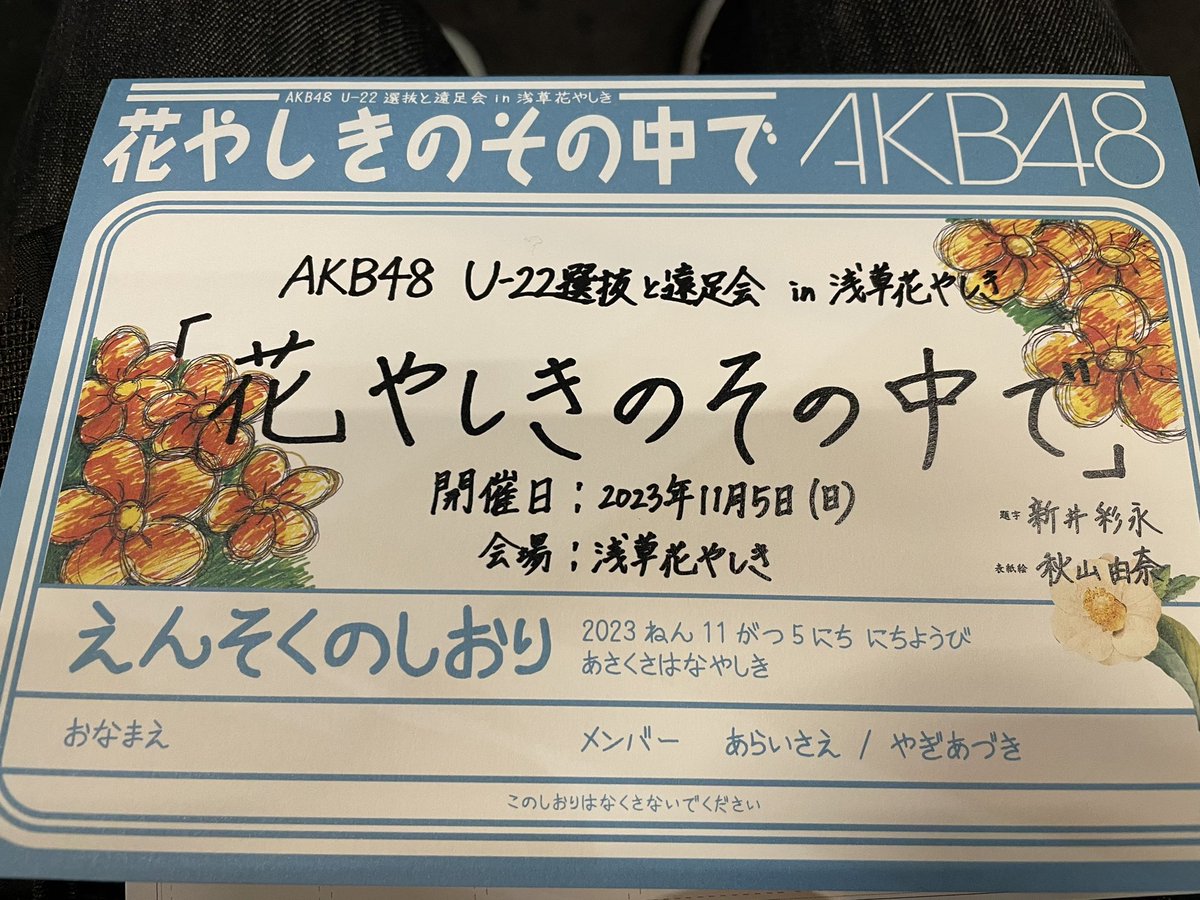 AKB48 U-22選抜と遠足会 in 浅草花やしき
花やしきのその中で AKB48
AKB48 U-22選抜と遠足会 in 浅草花やしき
「花やしきのその中で」
開催日：2023年11月5日(日)
会場：浅草花やしき
題字 新井彩永
表紙絵 秋山由奈
えんそくのしおり
2023ねん11がつ5にち にちようび
あさくさはなやしき
おなまえ
メンバー あらいさえ / やぎあづき
このしおりはなくさないでください